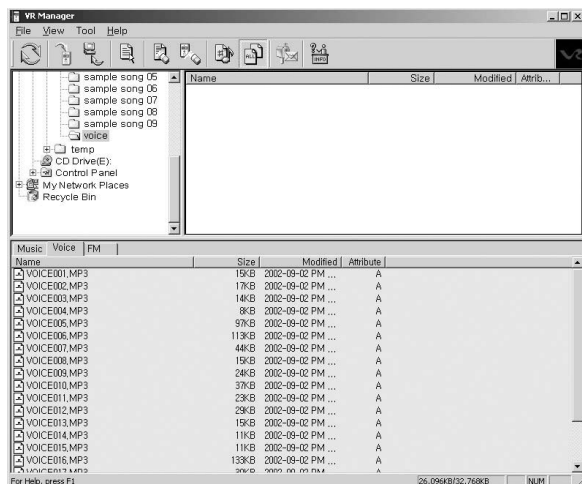 VR Manager
File View Tool Help
ALL
INFO
sample song 05
sample song 06
sample song 07
sample song 08
sample song 09
voice
temp
CD Drive(E):
Control Panel
My Network Places
Recycle Bin
Name Size Modified Attrib...
Music Voice FM
Name Size Modified Attribute
VOICE001,MP3 15KB 2002-09-02 PM ... A
VOICE002,MP3 17KB 2002-09-02 PM ... A
VOICE003,MP3 14KB 2002-09-02 PM ... A
VOICE004,MP3 8KB 2002-09-02 PM ... A
VOICE005,MP3 97KB 2002-09-02 PM ... A
VOICE006,MP3 113KB 2002-09-02 PM ... A
VOICE007,MP3 44KB 2002-09-02 PM ... A
VOICE008,MP3 15KB 2002-09-02 PM ... A
VOICE009,MP3 24KB 2002-09-02 PM ... A
VOICE010,MP3 37KB 2002-09-02 PM ... A
VOICE011,MP3 23KB 2002-09-02 PM ... A
VOICE012,MP3 29KB 2002-09-02 PM ... A
VOICE013,MP3 15KB 2002-09-02 PM ... A
VOICE014,MP3 11KB 2002-09-02 PM ... A
VOICE015,MP3 11KB 2002-09-02 PM ... A
VOICE016,MP3 133KB 2002-09-02 PM ... A
For Help, press F1 26,096KB/32,768KB NUM